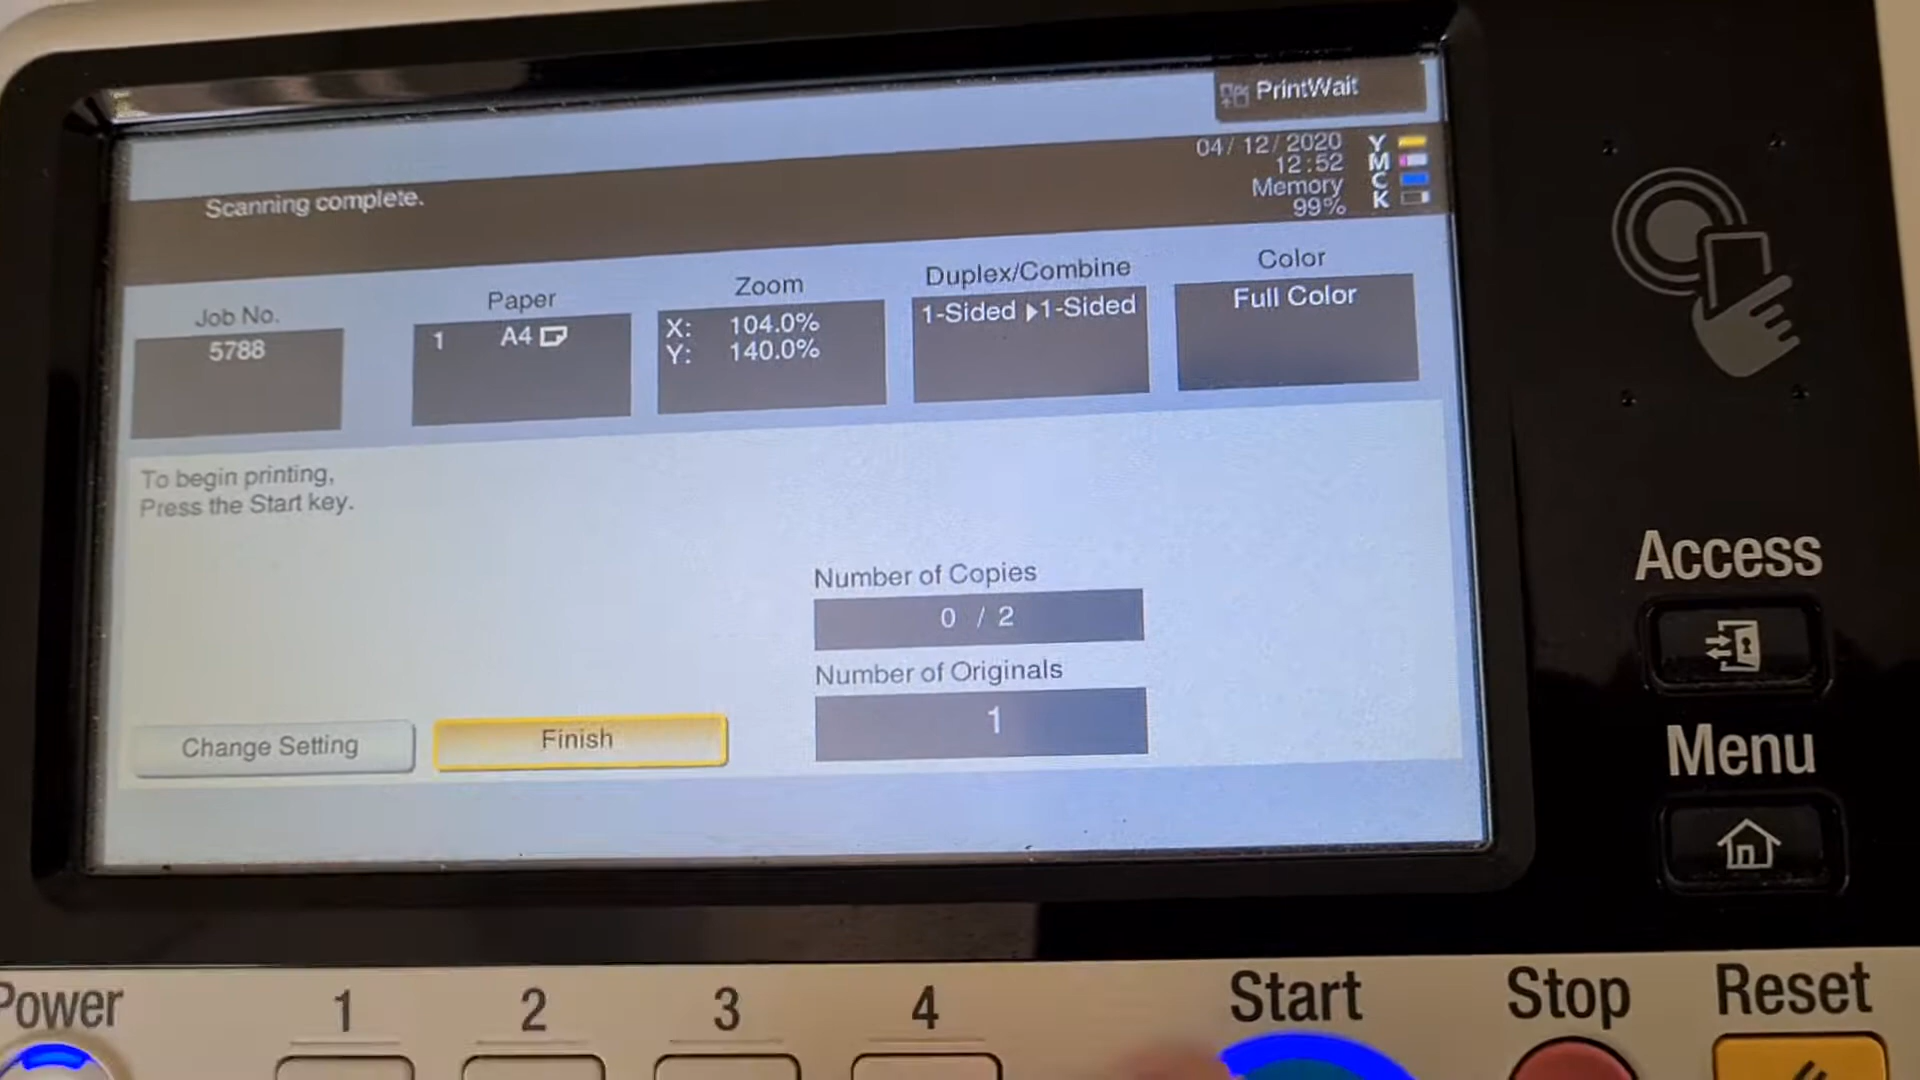 PrintWait
04/12/2020
12:52
Memory
99%
Y
M
C
K
Scanning complete.
Job No.
5788
Paper
1 A4
Zoom
X: 104.0%
Y: 140.0%
Duplex/Combine
1-Sided ▶1-Sided
Color
Full Color
To begin printing,
Press the Start key.
Number of Copies
0 / 2
Number of Originals
1
Change Setting
Finish
Access
Menu
Power
1
2
3
4
Start
Stop
Reset